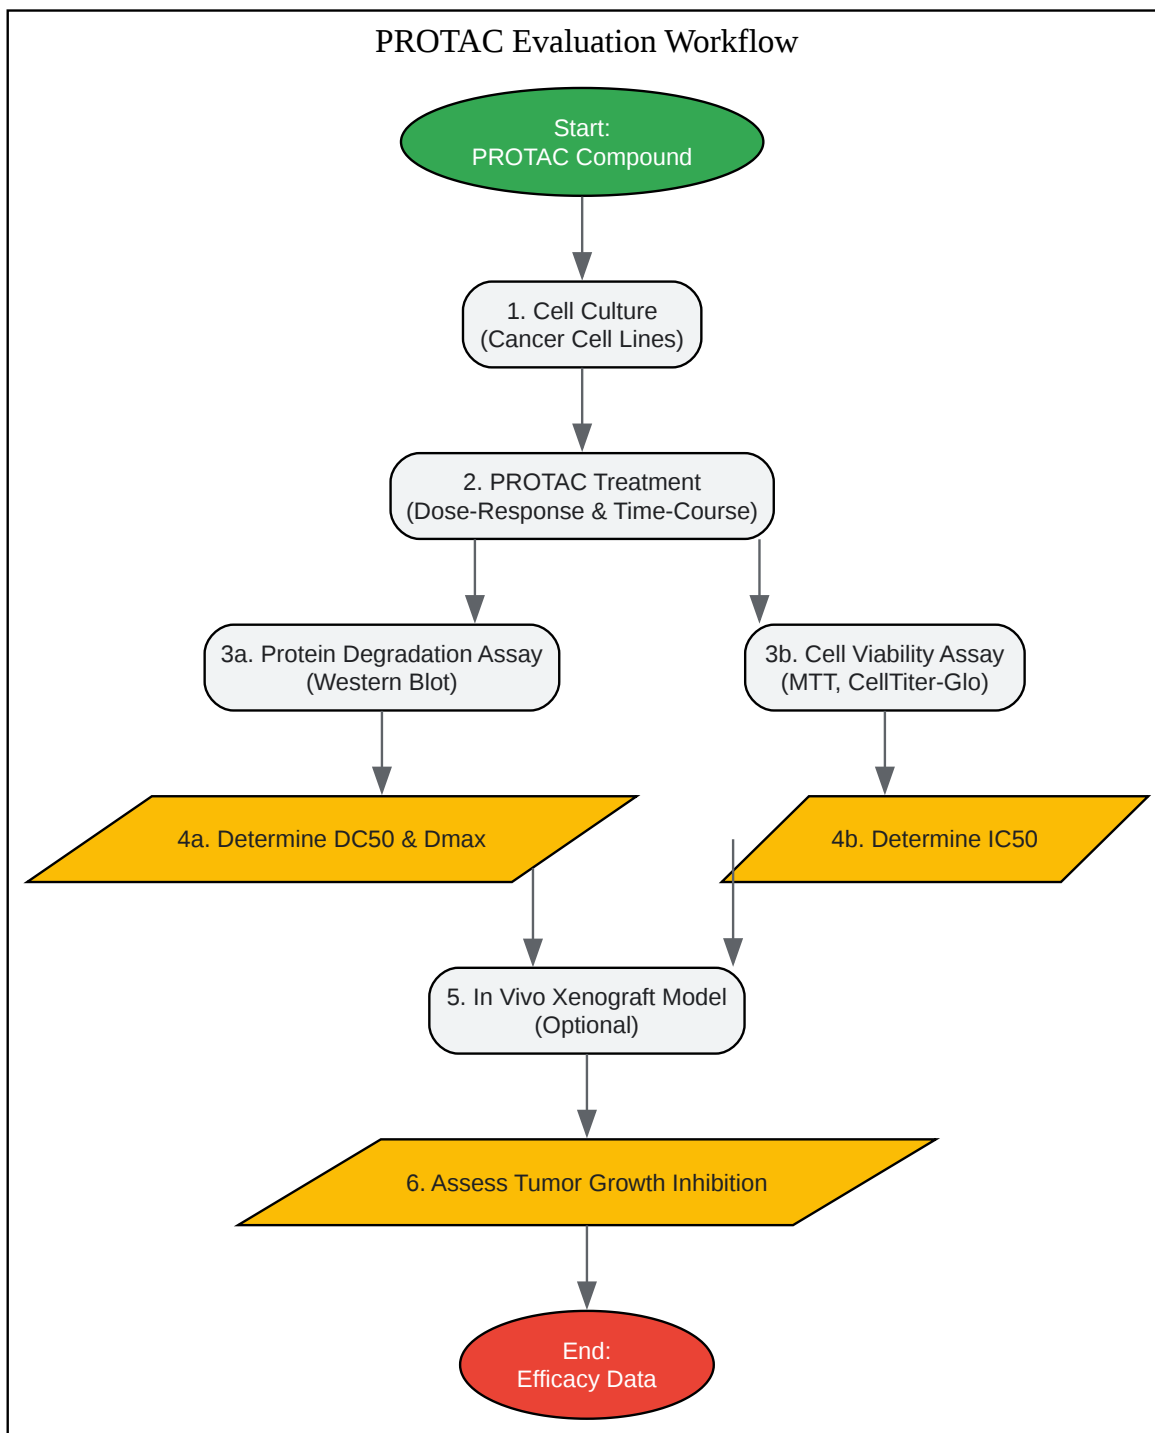 PROTAC Evaluation Workflow
Start:
PROTAC Compound
1. Cell Culture
(Cancer Cell Lines)
2. PROTAC Treatment
(Dose-Response & Time-Course)
3a. Protein Degradation Assay
(Western Blot)
3b. Cell Viability Assay
(MTT, CellTiter-Glo)
4a. Determine DC50 & Dmax
4b. Determine IC50
5. In Vivo Xenograft Model
(Optional)
6. Assess Tumor Growth Inhibition
End:
Efficacy Data